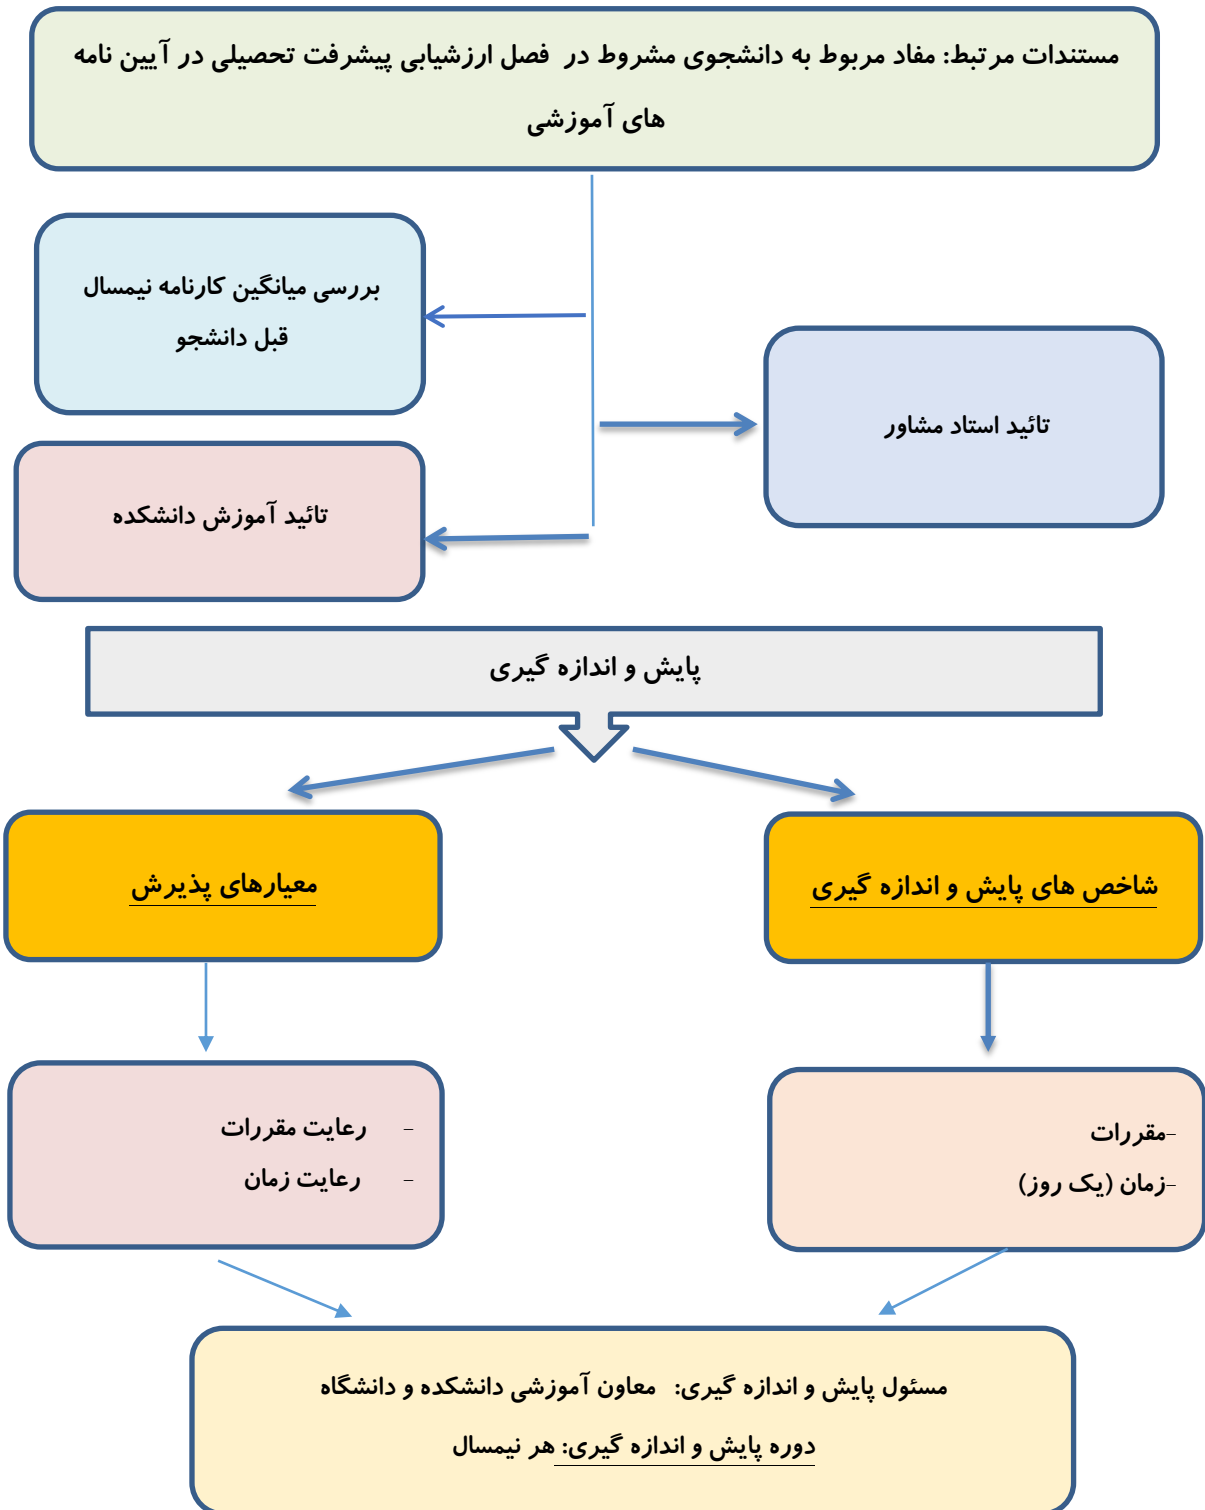 مستندات مرتبط: مفاد مربوط به دانشجوی مشروط در فصل ارزشیابی پیشرفت تحصیلی در آیین نامه
های آموزشی
بررسی میانگین کارنامه نیمسال
قبل دانشجو
تائید استاد مشاور
تائید آموزش دانشکده
پایش و اندازه گیری
شاخص های پایش و اندازه گیری
معیارهای پذیرش
-مقررات
-زمان (یک روز)
- رعایت مقررات
- رعایت زمان
مسئول پایش و اندازه گیری: معاون آموزشی دانشکده و دانشگاه
دوره پایش و اندازه گیری: هر نیمسال